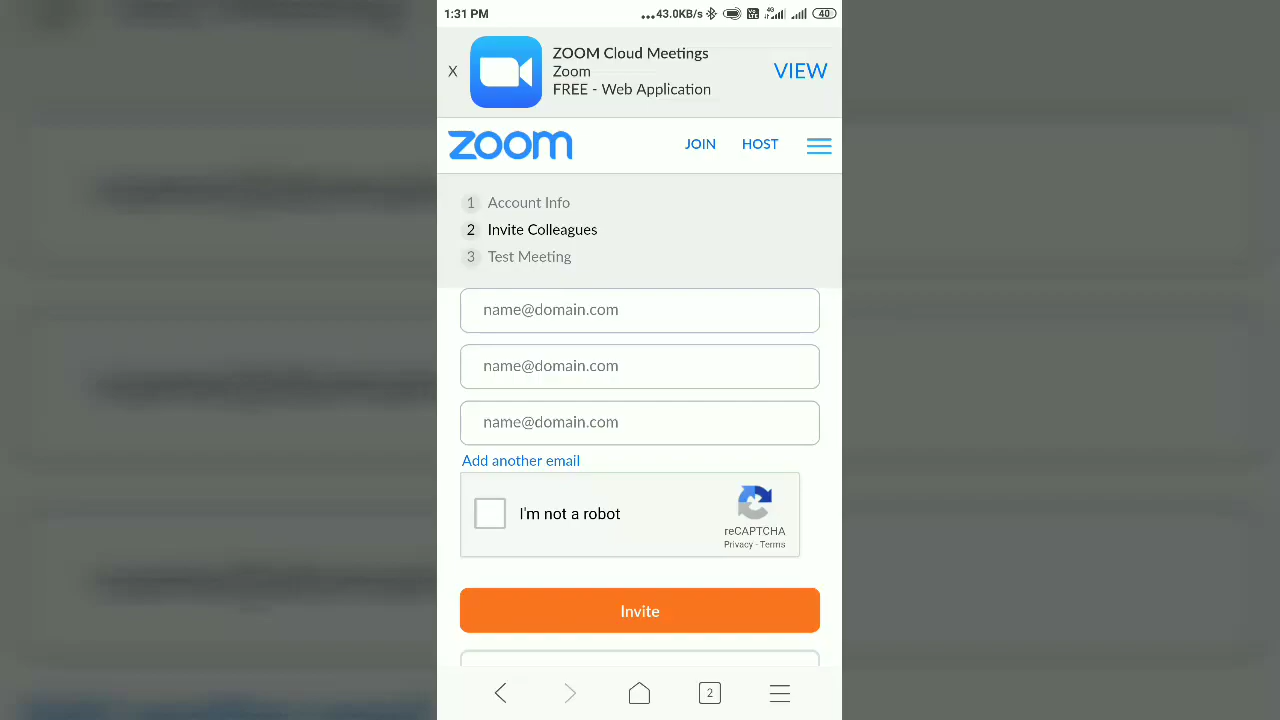 1:31 PM
...43.0KB/s 4G 40
X
ZOOM Cloud Meetings
Zoom
FREE - Web Application
VIEW
zoom
JOIN HOST
1 Account Info
2 Invite Colleagues
3 Test Meeting
name@domain.com
name@domain.com
name@domain.com
Add another email
I'm not a robot
reCAPTCHA
Privacy - Terms
Invite
2